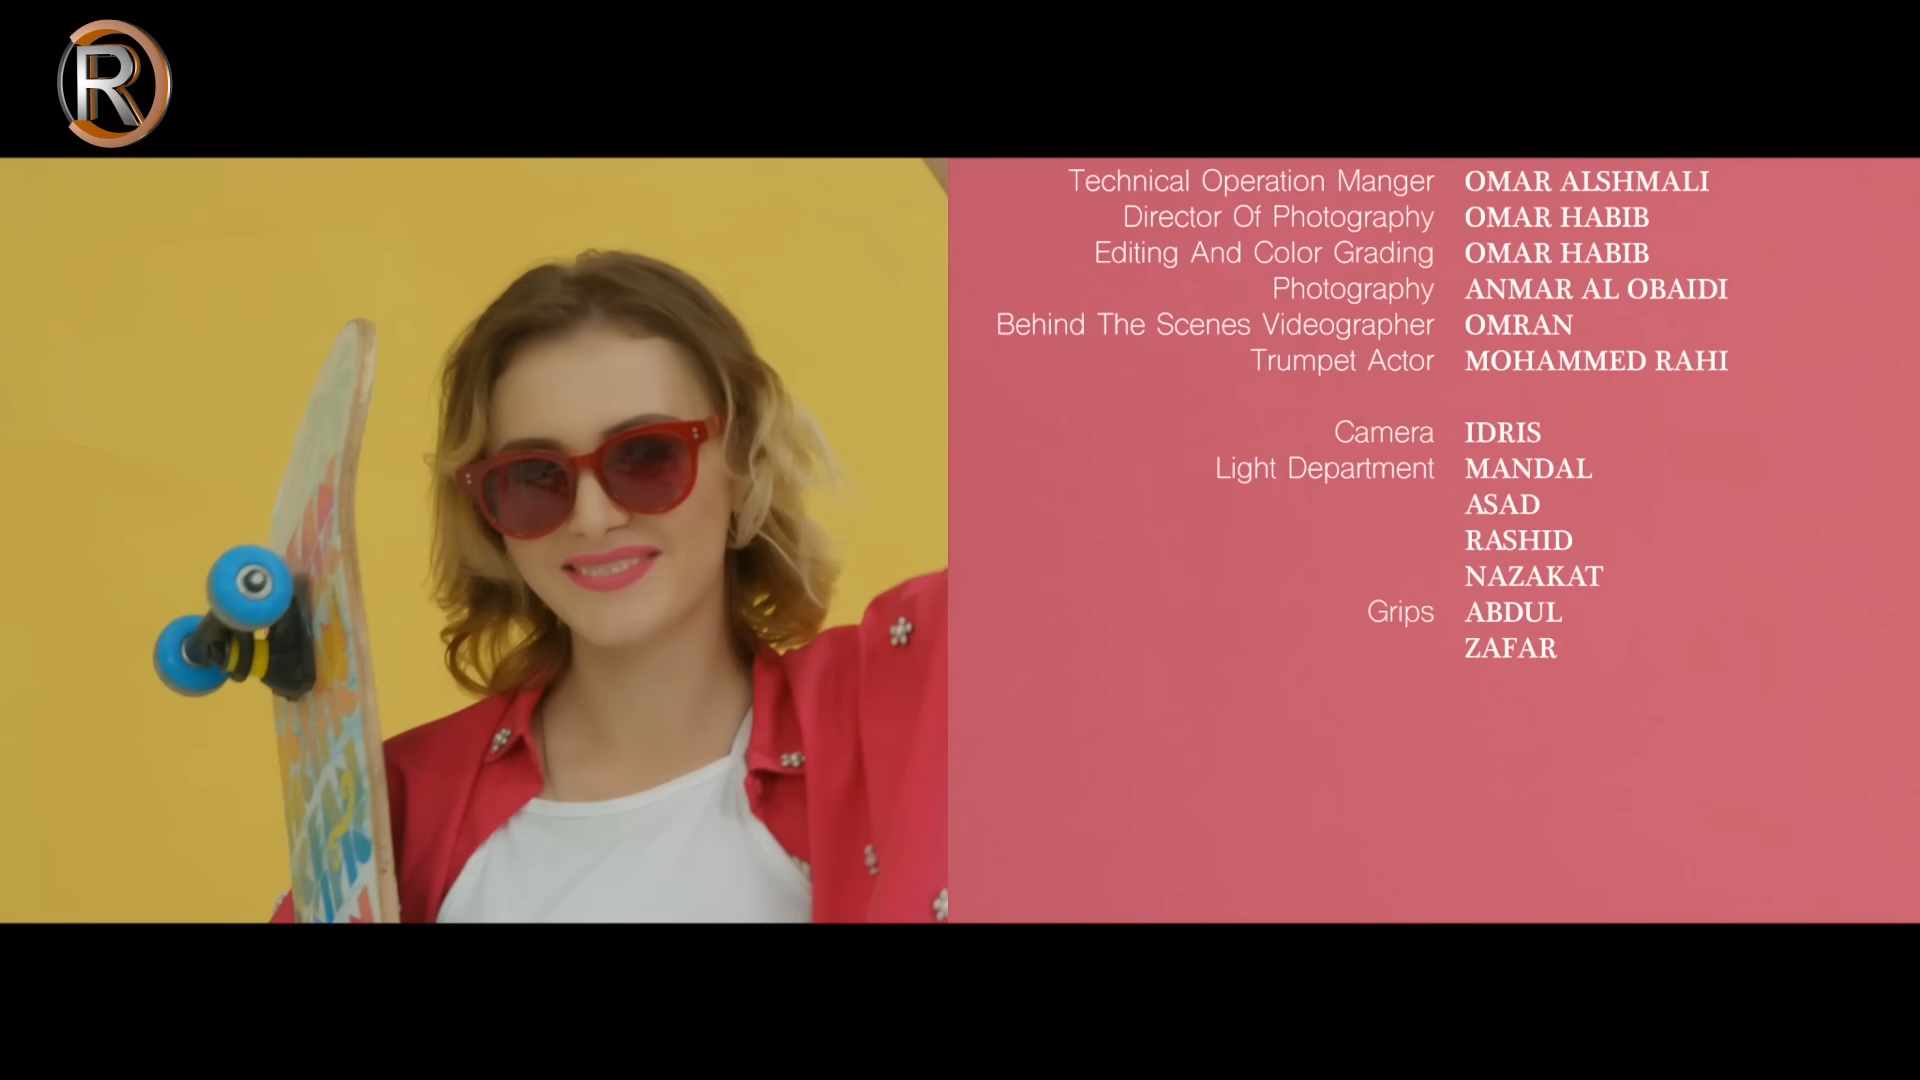 R
Technical Operation Manger OMAR ALSHMALI
Director Of Photography OMAR HABIB
Editing And Color Grading OMAR HABIB
Photography ANMAR AL OBAIDI
Behind The Scenes Videographer OMRAN
Trumpet Actor MOHAMMED RAHI
Camera IDRIS
Light Department MANDAL
ASAD
RASHID
NAZAKAT
Grips ABDUL
ZAFAR